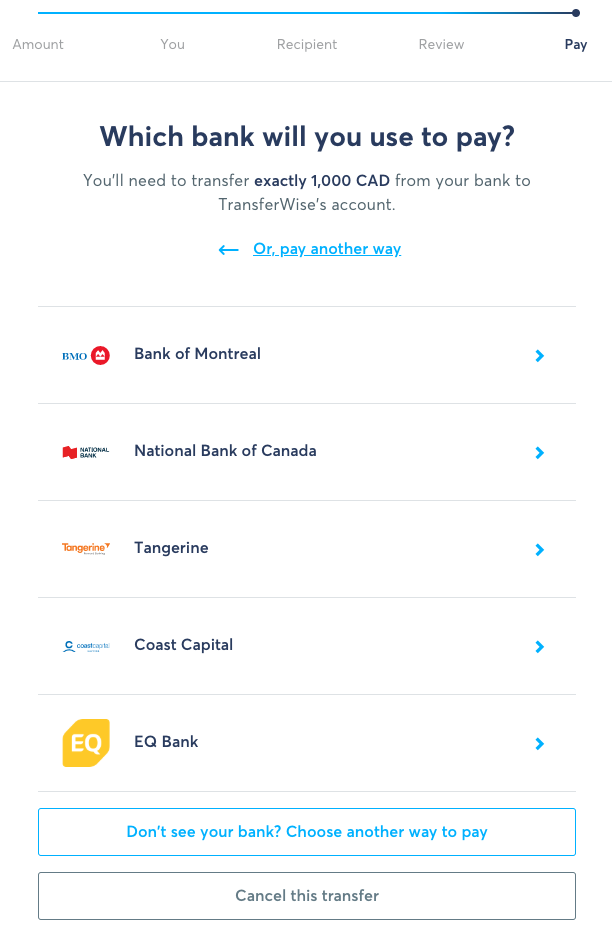 Amount You Recipient Review Pay
Which bank will you use to pay?
You'll need to transfer exactly 1,000 CAD from your bank to
TransferWise's account.
Or, pay another way
BMO Bank of Montreal
NATIONAL
BANK
National Bank of Canada
Tangerine Tangerine
coastcapital Coast Capital
EQ EQ Bank
Don't see your bank? Choose another way to pay
Cancel this transfer